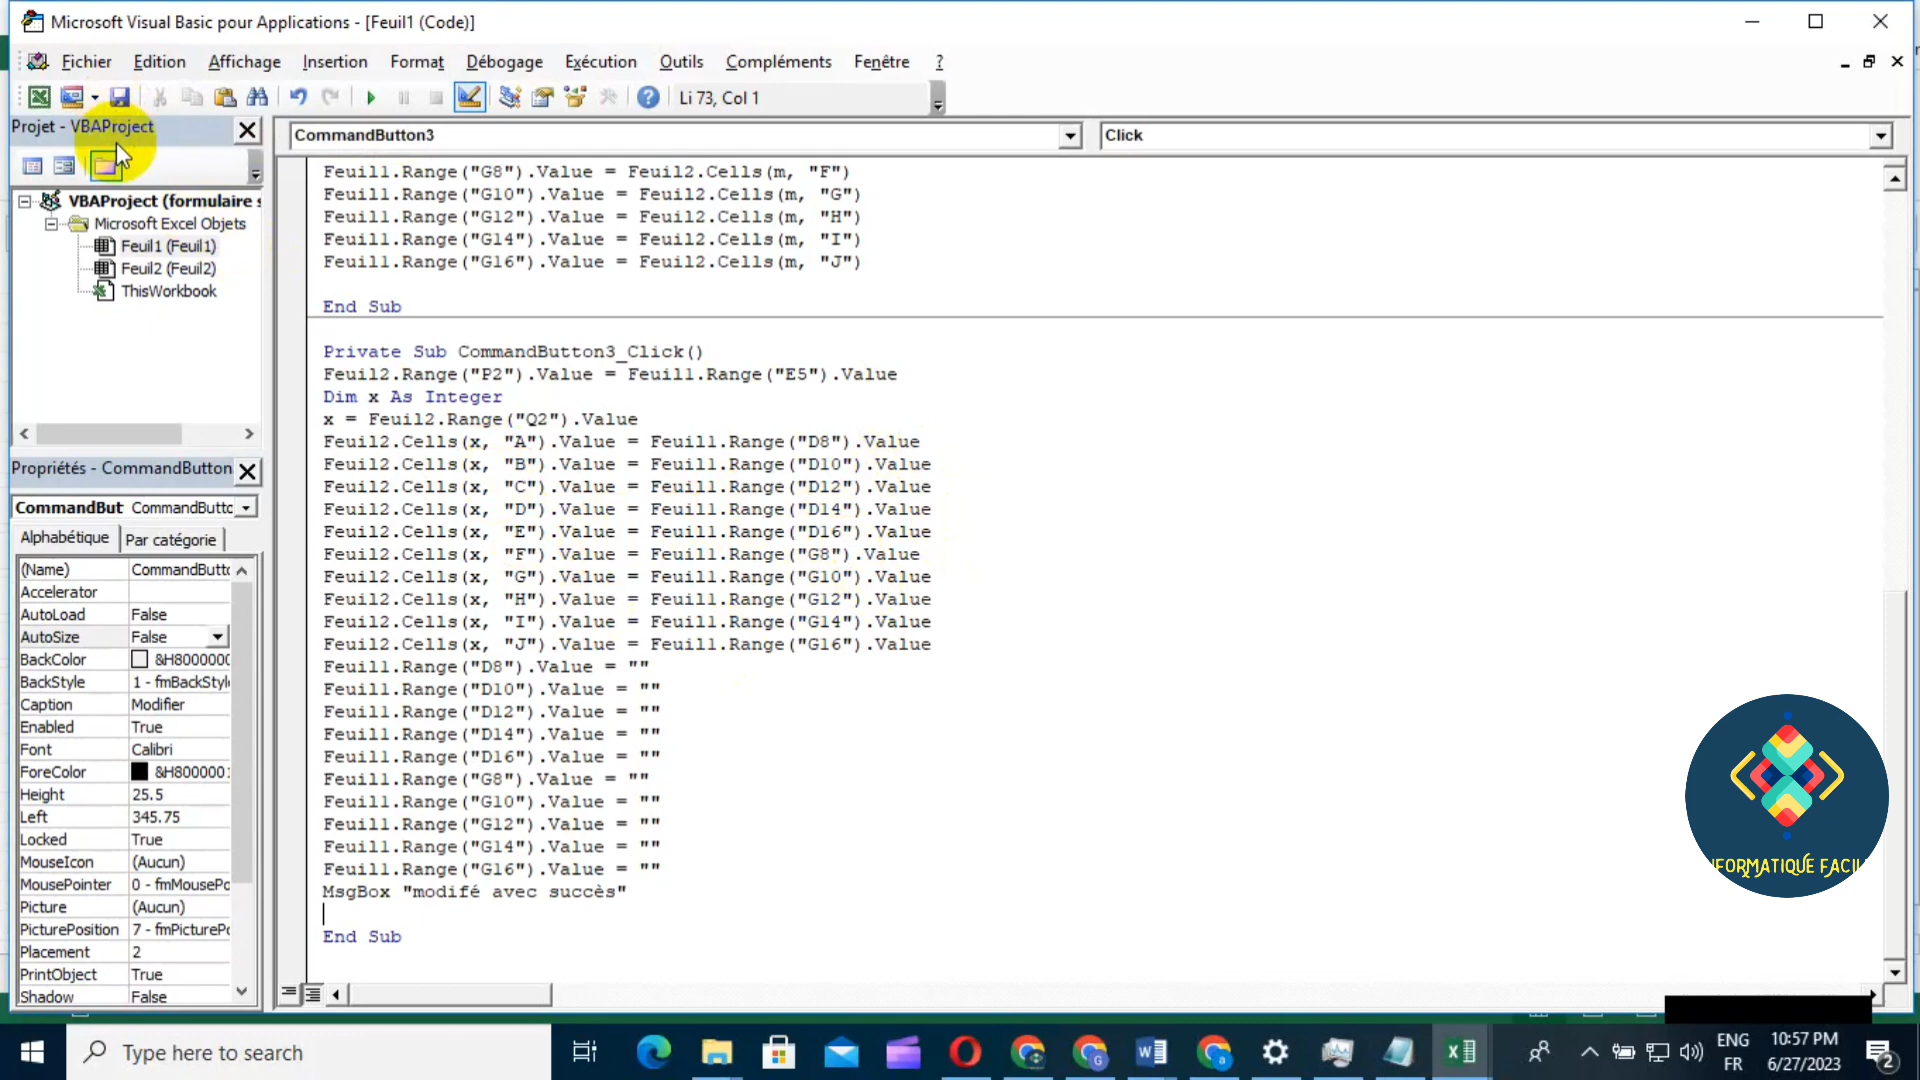 Microsoft Visual Basic pour Applications - [Feuil1 (Code)]
Fichier Edition Affichage Insertion Format Débogage Exécution Outils Compléments Fenêtre ?
Li 73, Col 1
Projet - VBAProject
CommandButton3
Click
VBAProject (formulaire s
Microsoft Excel Objets
Feuil1 (Feuil1)
Feuil2 (Feuil2)
ThisWorkbook
Propriétés - CommandButton
CommandBut CommandButto
Alphabétique Par catégorie
(Name) CommandButto
Accelerator
AutoLoad False
AutoSize False
BackColor &H8000000
BackStyle 1 - fmBackStyl
Caption Modifier
Enabled True
Font Calibri
ForeColor &H8000001
Height 25.5
Left 345.75
Locked True
MouseIcon (Aucun)
MousePointer 0 - fmMousePo
Picture (Aucun)
PicturePosition 7 - fmPicturePo
Placement 2
PrintObject True
Shadow False
Feuil1.Range("G8").Value = Feuil2.Cells(m, "F")
Feuil1.Range("G10").Value = Feuil2.Cells(m, "G")
Feuil1.Range("G12").Value = Feuil2.Cells(m, "H")
Feuil1.Range("G14").Value = Feuil2.Cells(m, "I")
Feuil1.Range("G16").Value = Feuil2.Cells(m, "J")
End Sub
Private Sub CommandButton3_Click()
Feuil2.Range("P2").Value = Feuil1.Range("E5").Value
Dim x As Integer
x = Feuil2.Range("Q2").Value
Feuil2.Cells(x, "A").Value = Feuil1.Range("D8").Value
Feuil2.Cells(x, "B").Value = Feuil1.Range("D10").Value
Feuil2.Cells(x, "C").Value = Feuil1.Range("D12").Value
Feuil2.Cells(x, "D").Value = Feuil1.Range("D14").Value
Feuil2.Cells(x, "E").Value = Feuil1.Range("D16").Value
Feuil2.Cells(x, "F").Value = Feuil1.Range("G8").Value
Feuil2.Cells(x, "G").Value = Feuil1.Range("G10").Value
Feuil2.Cells(x, "H").Value = Feuil1.Range("G12").Value
Feuil2.Cells(x, "I").Value = Feuil1.Range("G14").Value
Feuil2.Cells(x, "J").Value = Feuil1.Range("G16").Value
Feuil1.Range("D8").Value = ""
Feuil1.Range("D10").Value = ""
Feuil1.Range("D12").Value = ""
Feuil1.Range("D14").Value = ""
Feuil1.Range("D16").Value = ""
Feuil1.Range("G8").Value = ""
Feuil1.Range("G10").Value = ""
Feuil1.Range("G12").Value = ""
Feuil1.Range("G14").Value = ""
Feuil1.Range("G16").Value = ""
MsgBox "modifé avec succès"
End Sub
NFORMATIQUE FACIL
Type here to search
ENG
FR
10:57 PM
6/27/2023
2